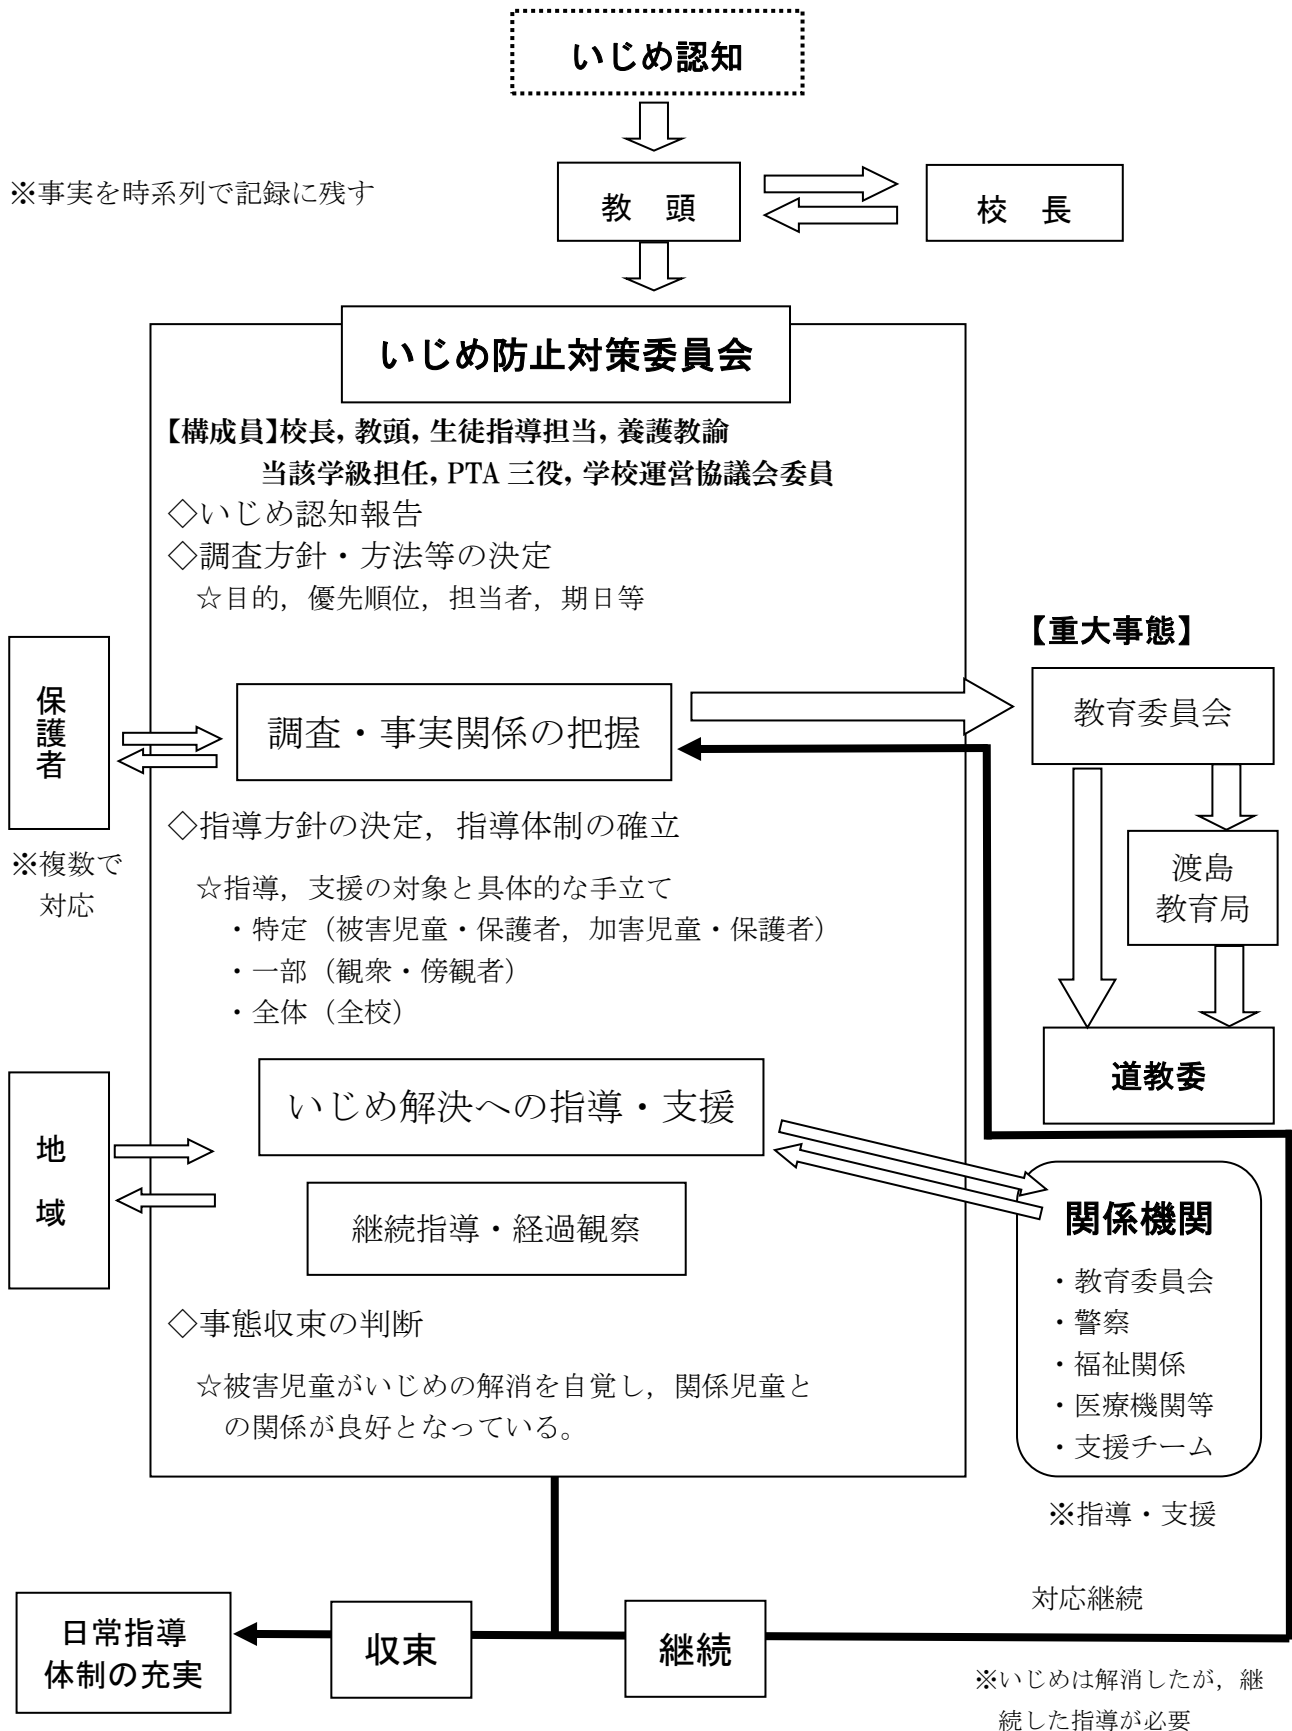 いじめ認知
※事実を時系列で記録に残す
教　頭
校　長
いじめ防止対策委員会
【構成員】校長，教頭，生徒指導担当，養護教諭
当該学級担任，PTA 三役，学校運営協議会委員
◇いじめ認知報告
◇調査方針・方法等の決定
☆目的，優先順位，担当者，期日等
【重大事態】
保護者
調査・事実関係の把握
教育委員会
◇指導方針の決定，指導体制の確立
※複数で
対応
渡島
教育局
☆指導，支援の対象と具体的な手立て
・特定（被害児童・保護者，加害児童・保護者）
・一部（観衆・傍観者）
・全体（全校）
道教委
地域
いじめ解決への指導・支援
継続指導・経過観察
関係機関
・教育委員会
・警察
・福祉関係
・医療機関等
・支援チーム
◇事態収束の判断
☆被害児童がいじめの解消を自覚し，関係児童と
の関係が良好となっている。
※指導・支援
対応継続
日常指導
体制の充実
収束
継続
※いじめは解消したが，継
続した指導が必要